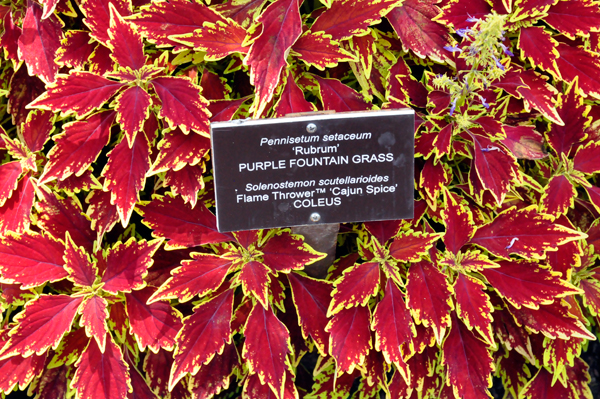 Pennisetum setaceum
'Rubrum'
PURPLE FOUNTAIN GRASS
Solenostemon scutellarioides
Flame Thrower™ 'Cajun Spice'
COLEUS